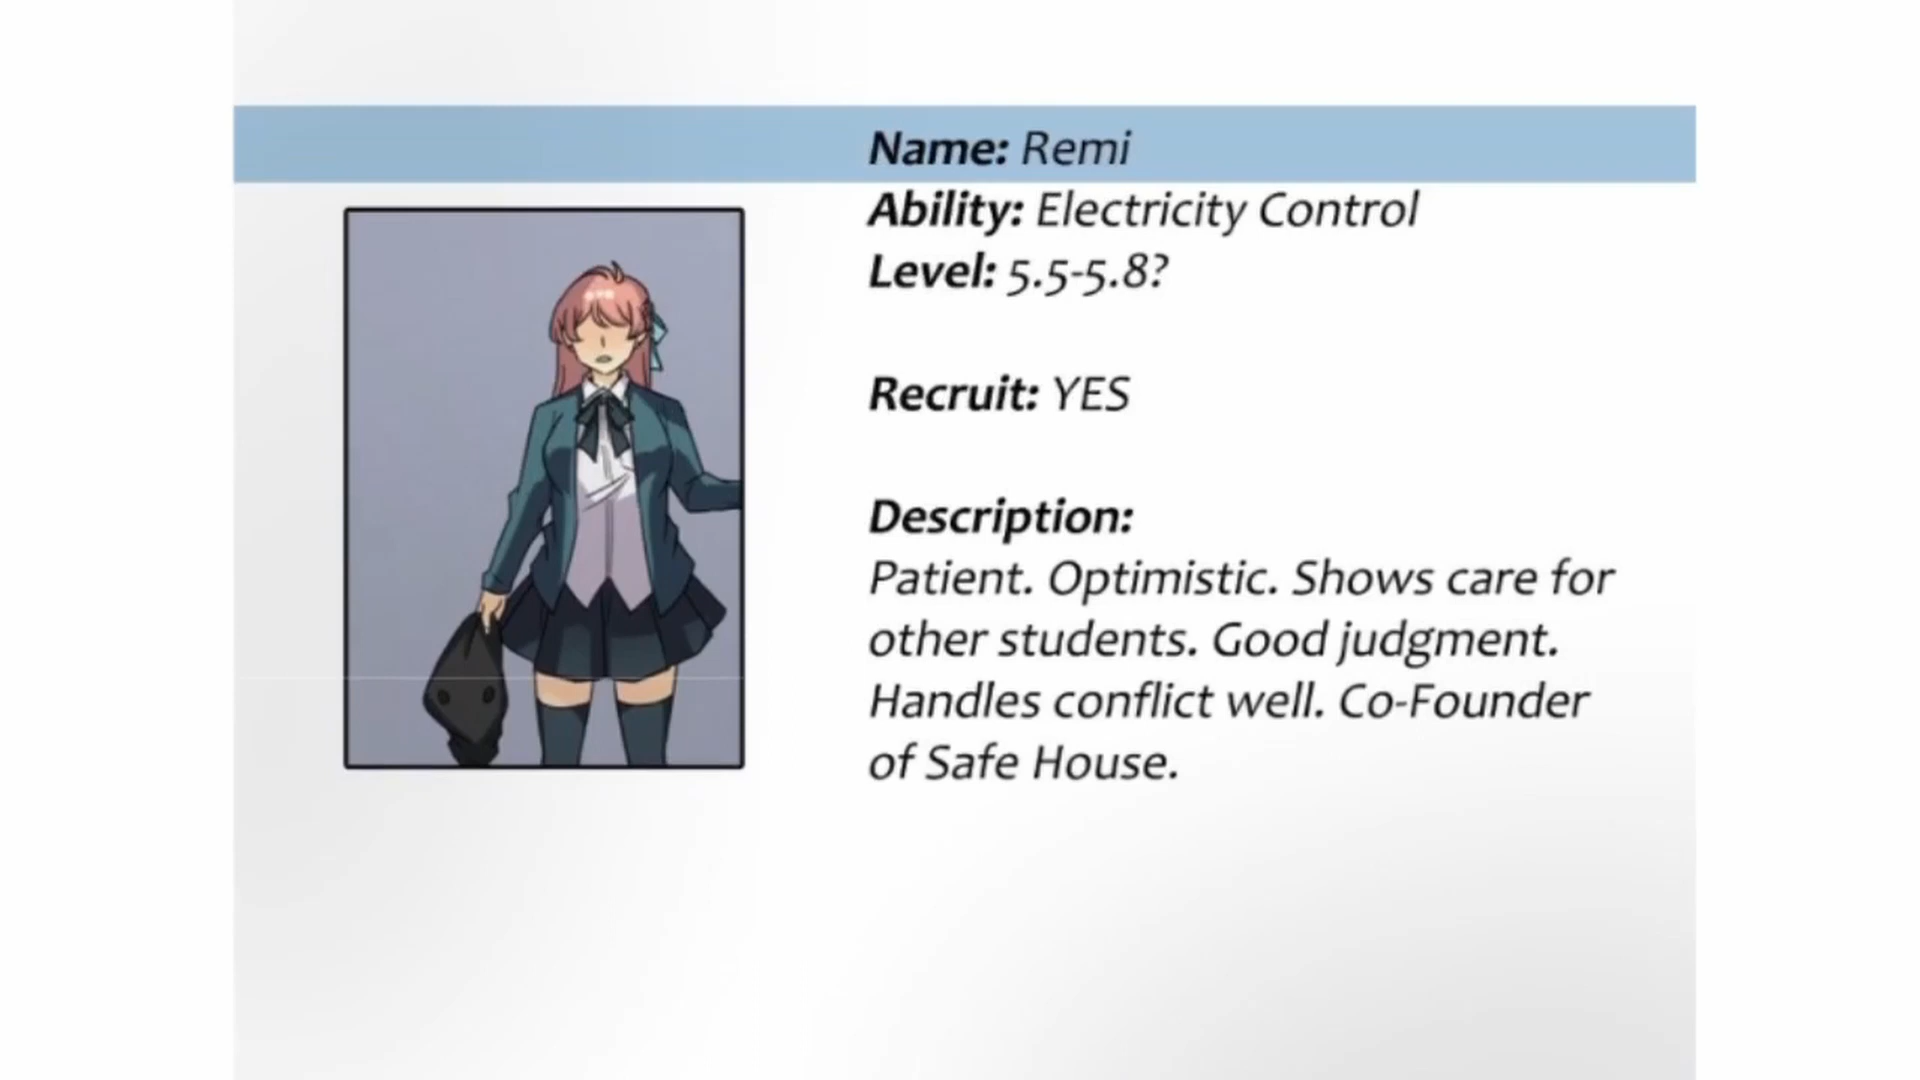 Name: Remi
Ability: Electricity Control
Level: 5.5-5.8?
Recruit: YES
Description:
Patient. Optimistic. Shows care for
other students. Good judgment.
Handles conflict well. Co-Founder
of Safe House.